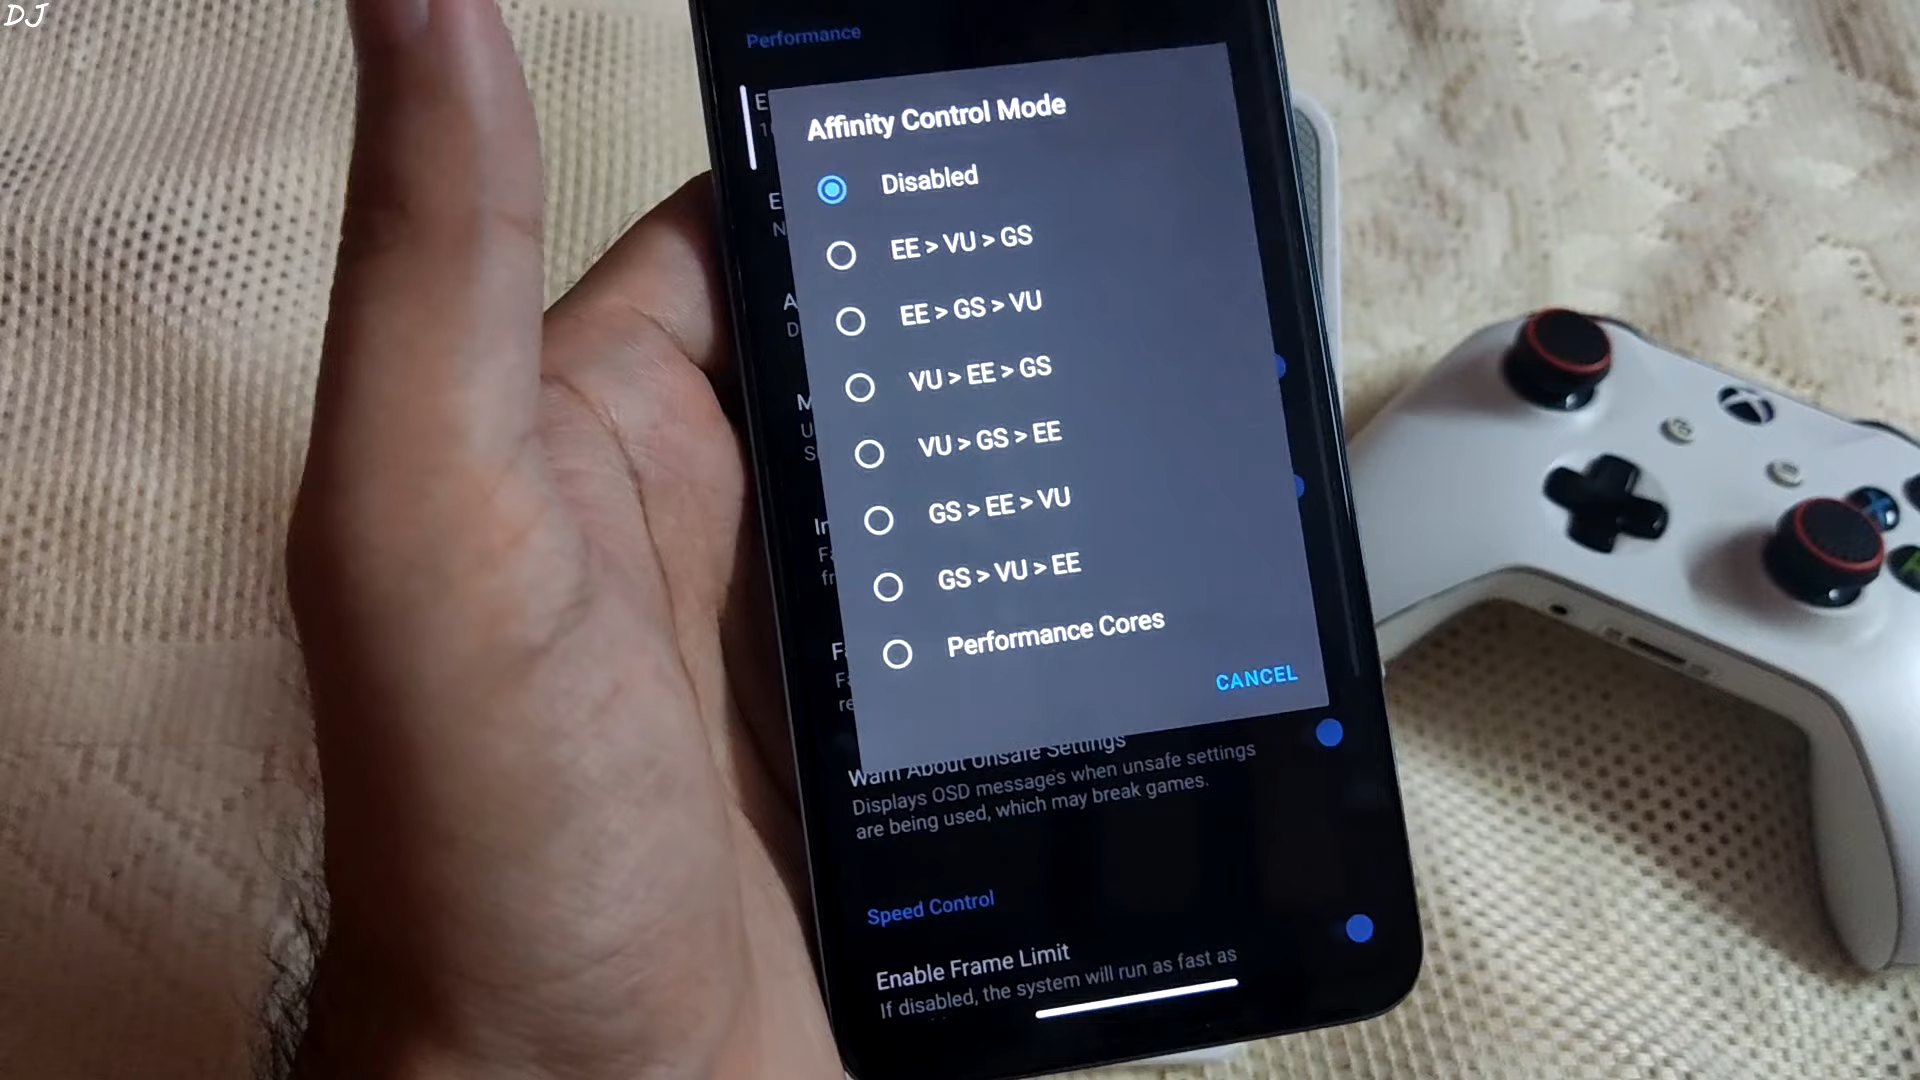 DJ
Performance
Affinity Control Mode
Disabled
EE > VU > GS
EE > GS > VU
VU > EE > GS
VU > GS > EE
GS > EE > VU
GS > VU > EE
Performance Cores
CANCEL
Warn About Unsafe Settings
Displays OSD messages when unsafe settings
are being used, which may break games.
Speed Control
Enable Frame Limit
If disabled, the system will run as fast as